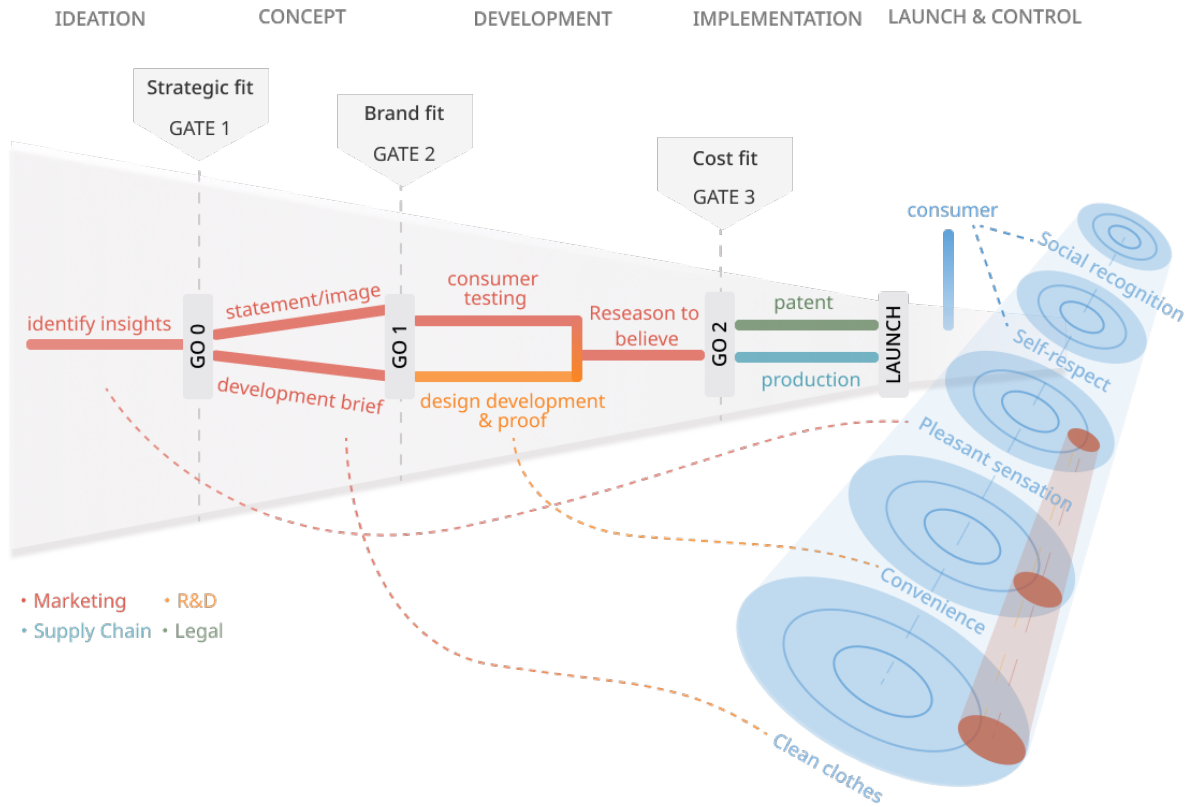 IDEATION
CONCEPT
DEVELOPMENT
IMPLEMENTATION
LAUNCH & CONTROL
Strategic fit
GATE 1
Brand fit
GATE 2
Cost fit
GATE 3
consumer
Social recognition
Self-respect
Pleasant sensation
Convenience
Clean clothes
identify insights
GO 0
statement/image
development brief
GO 1
consumer
testing
design development
& proof
Reseason to
believe
GO 2
patent
production
LAUNCH
• Marketing
• R&D
• Supply Chain
• Legal